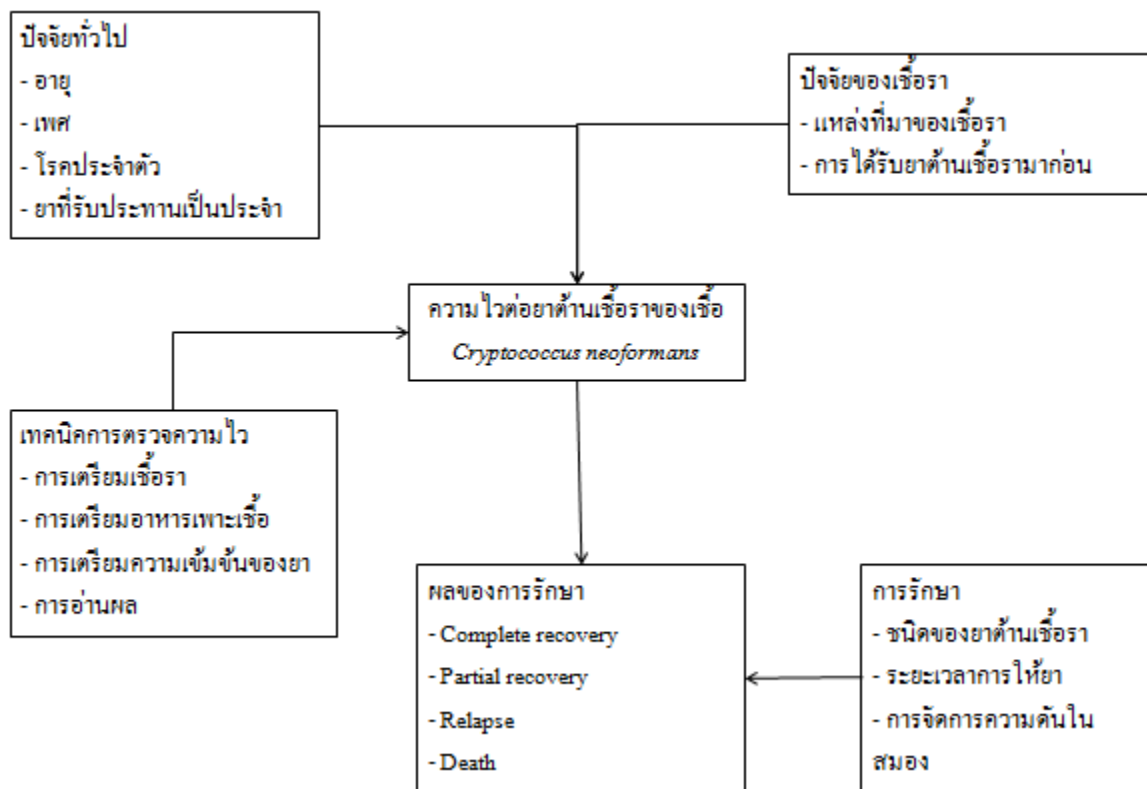 ปัจจัยทั่วไป
- อายุ
- เพศ
- โรคประจำตัว
- ยาที่รับประทานเป็นประจำ
ปัจจัยของเชื้อรา
- แหล่งที่มาของเชื้อรา
- การได้รับยาต้านเชื้อรามาก่อน
ความไวต่อยาต้านเชื้อราของเชื้อ
Cryptococcus neoformans
เทคนิคการตรวจความไว
- การเตรียมเชื้อรา
- การเตรียมอาหารเพาะเชื้อ
- การเตรียมความเข้มข้นของยา
- การอ่านผล
ผลของการรักษา
- Complete recovery
- Partial recovery
- Relapse
- Death
การรักษา
- ชนิดของยาต้านเชื้อรา
- ระยะเวลาการให้ยา
- การจัดการความดันใน
สมอง